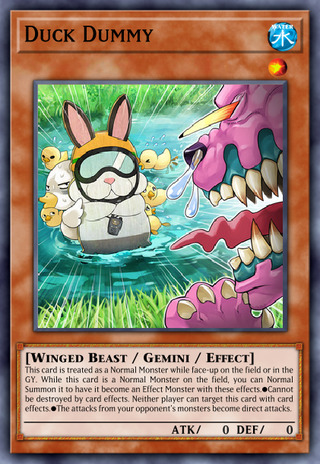 Duck Dummy
WATER
水
[Winged Beast / Gemini / Effect]
This card is treated as a Normal Monster while face-up on the field or in the
GY. While this card is a Normal Monster on the field, you can Normal
Summon it to have it become an Effect Monster with these effects.●Cannot
be destroyed by card effects. Neither player can target this card with card
effects.●The attacks from your opponent's monsters become direct attacks.
ATK/ 0 DEF/ 0